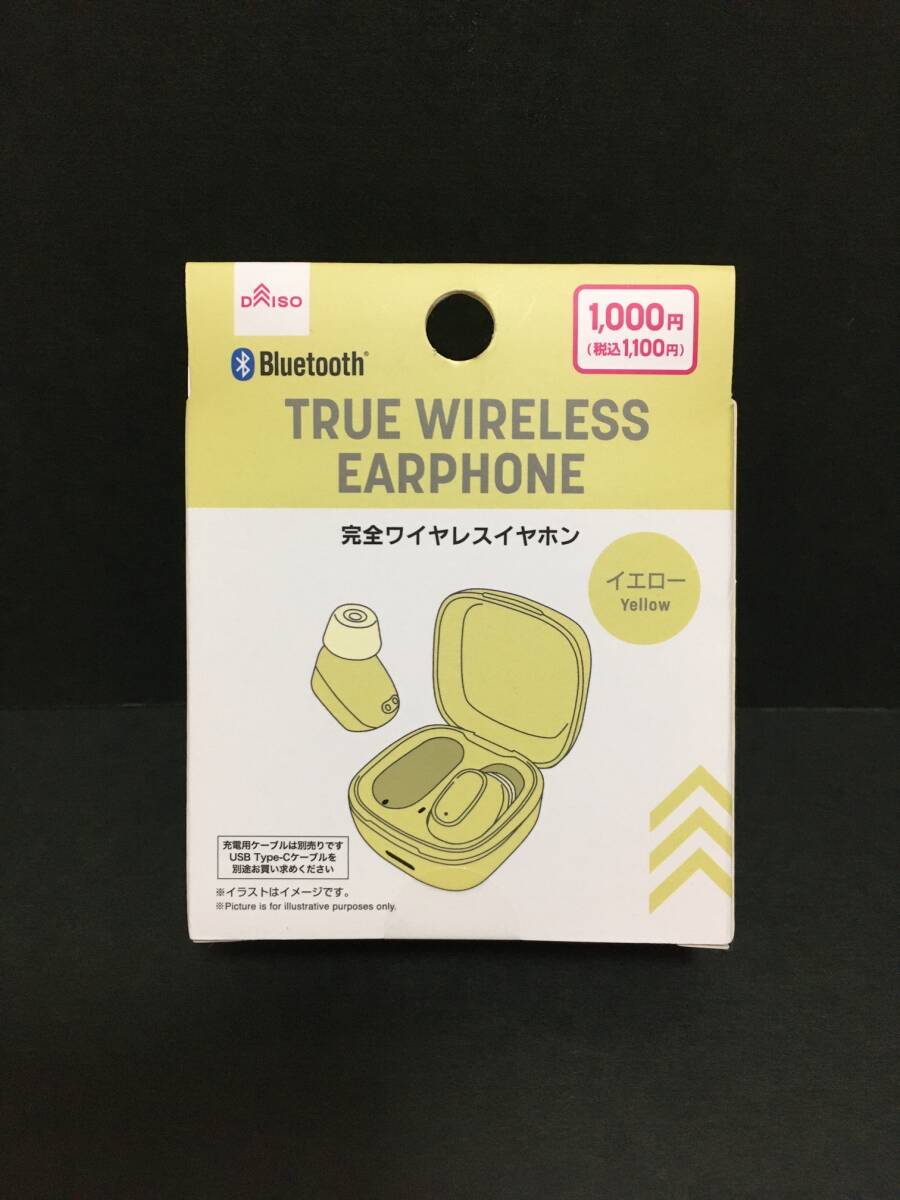 DAISO
1,000円
(税込1,100円)
Bluetooth®
TRUE WIRELESS
EARPHONE
完全ワイヤレスイヤホン
イエロー
Yellow
充電用ケーブルは別売りです
USB Type-Cケーブルを
別途お買い求めください
※イラストはイメージです。
※Picture is for illustrative purposes only.